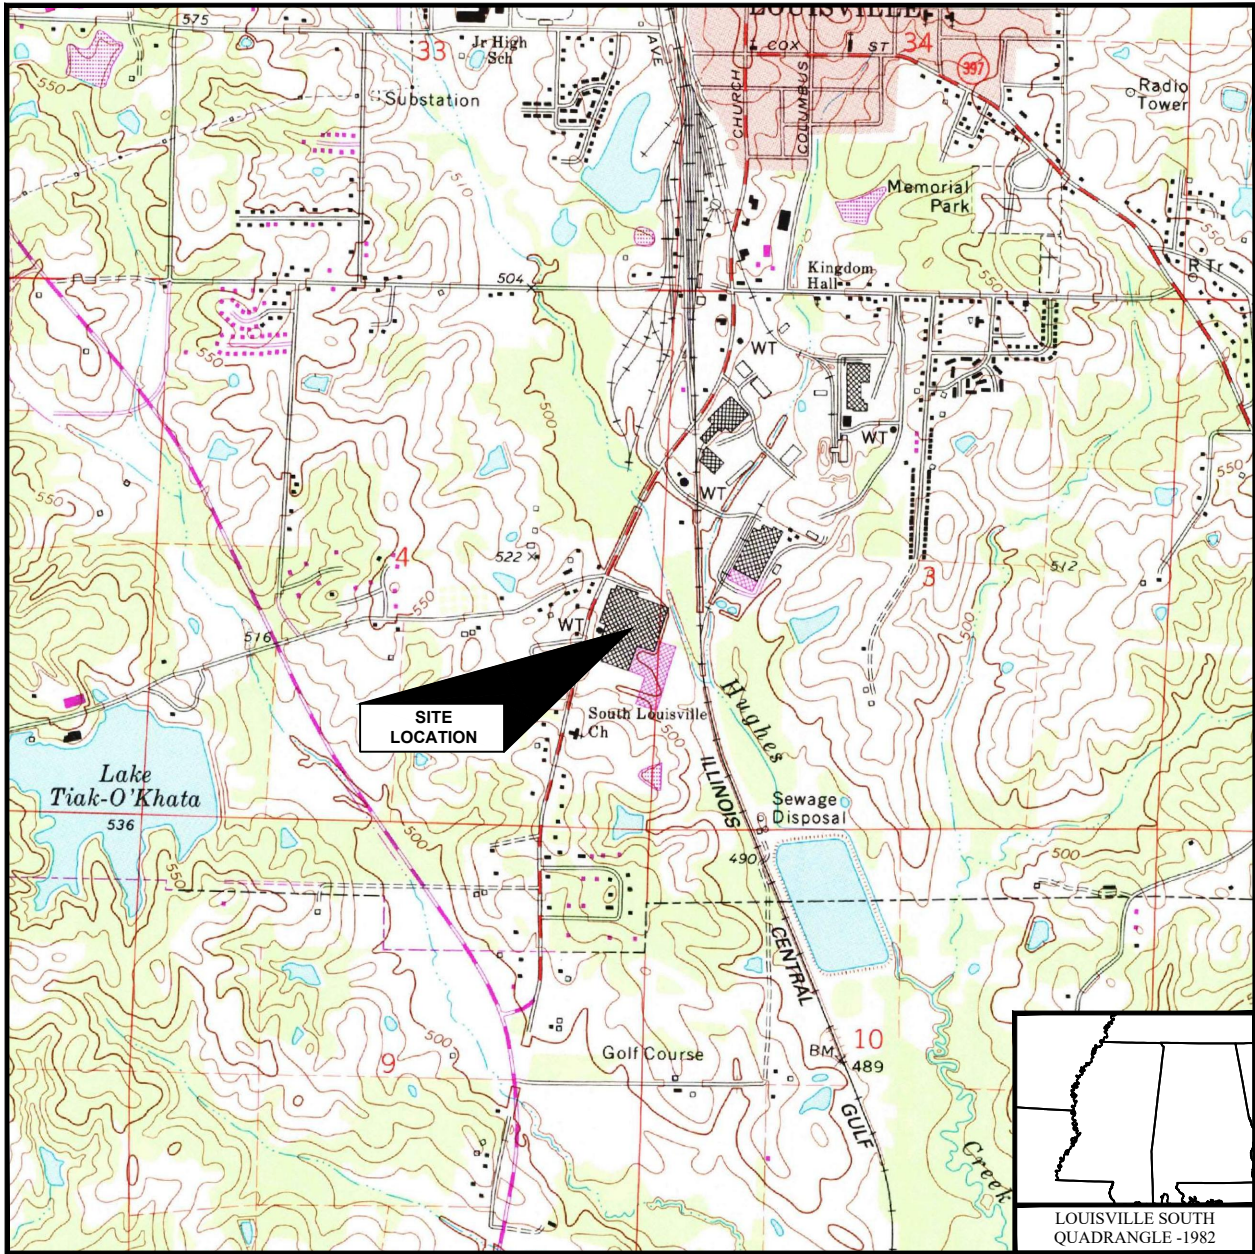 LOUISVILLE
575
33
Jr High
Sch
AVE
COX ST
34
397
CHURCH
COLUMBUS
Radio
Tower
550
Substation
510
Memorial
Park
550
550
R Tr
504
Kingdom
Hall
550
WT
500
WT
550
550
WT
522
4
3
512
550
500
516
WT
SITE
LOCATION
South Louisville
Ch
500
Hughes
Lake
Tiak-O'Khata
536
ILLINOIS
Sewage
Disposal
500
490
500
550
CENTRAL
10
500
9
Golf Course
BM
489
GULF
Creek
LOUISVILLE SOUTH
QUADRANGLE -1982